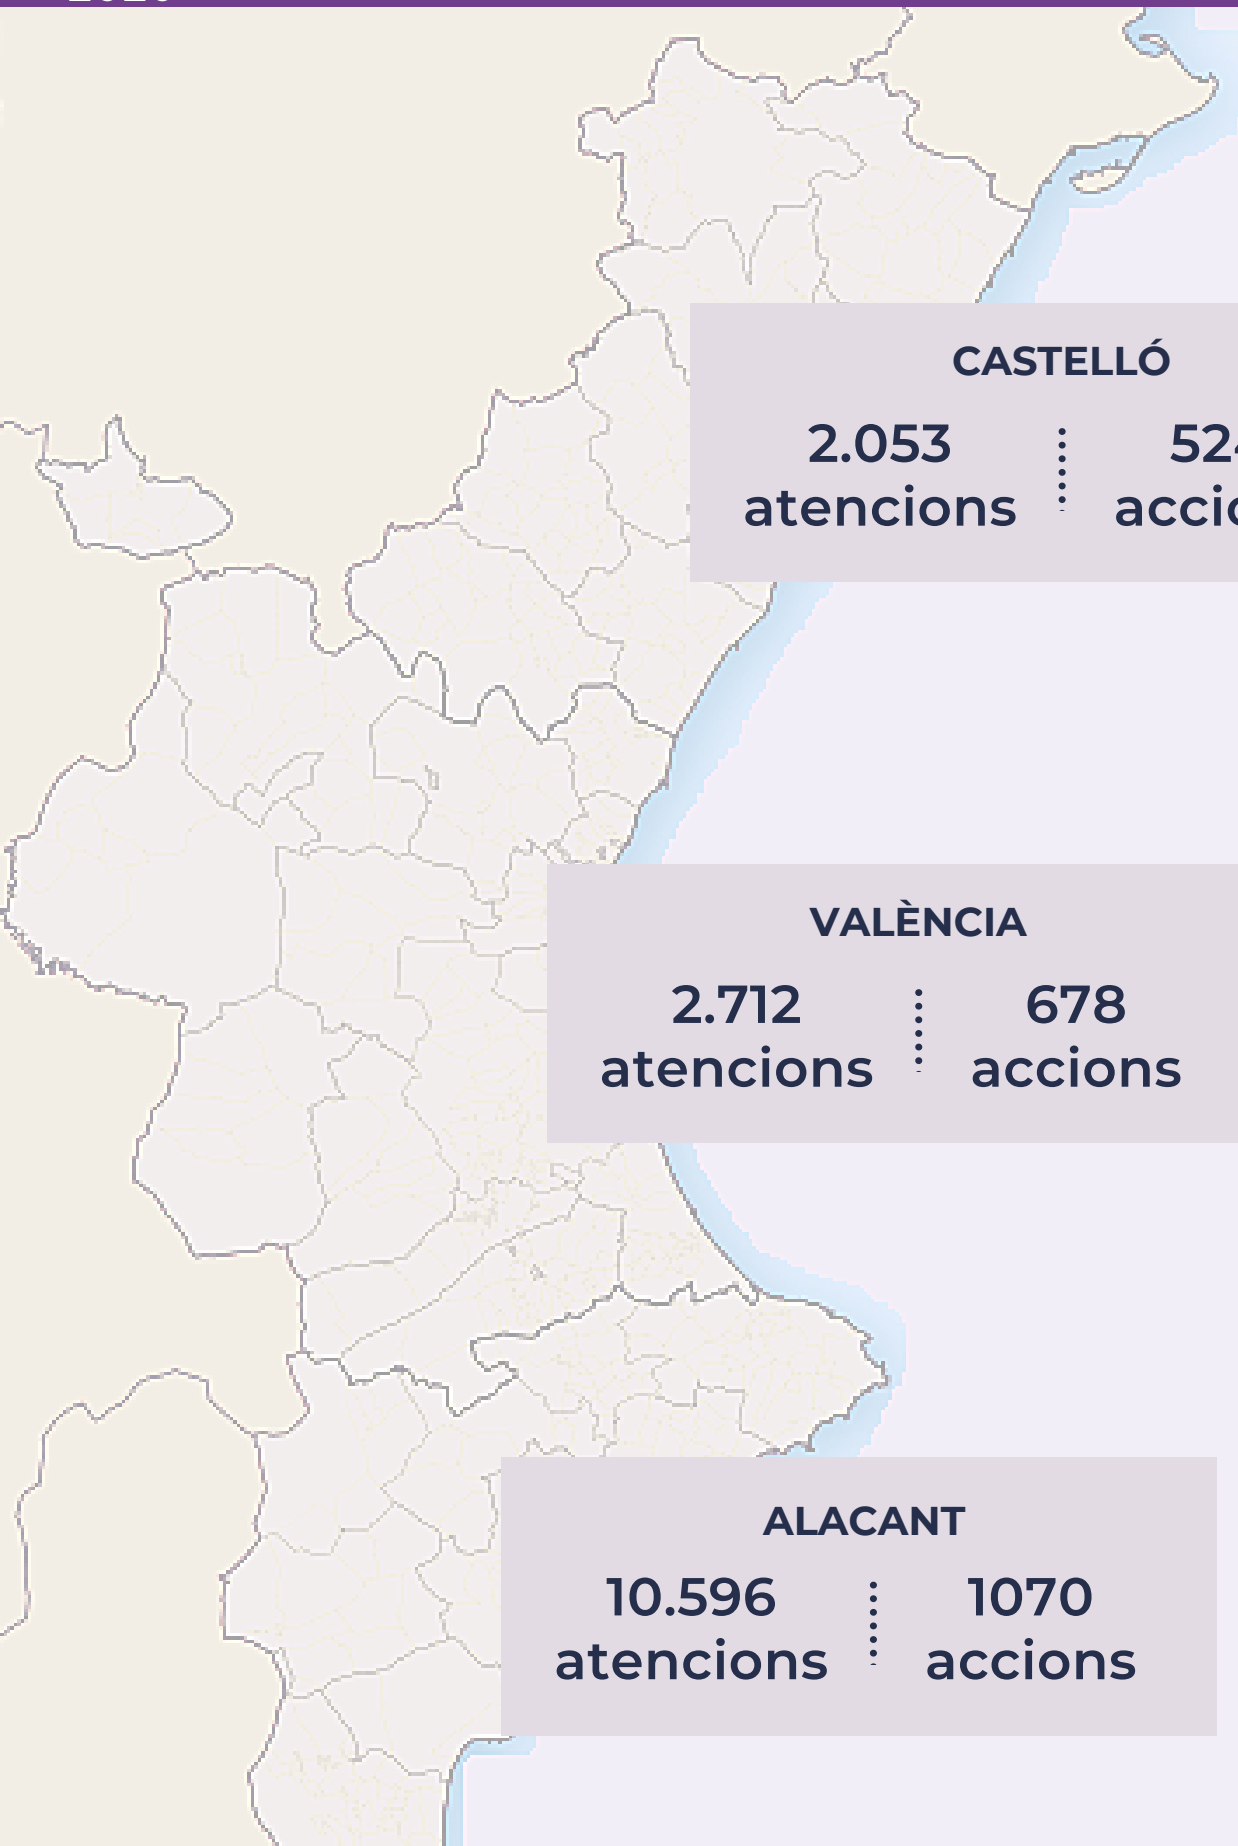 CASTELLÓ
2.053
atencions
VALÈNCIA
2.712 678
atencions accions
ALACANT
10.596 1070
atencions accions